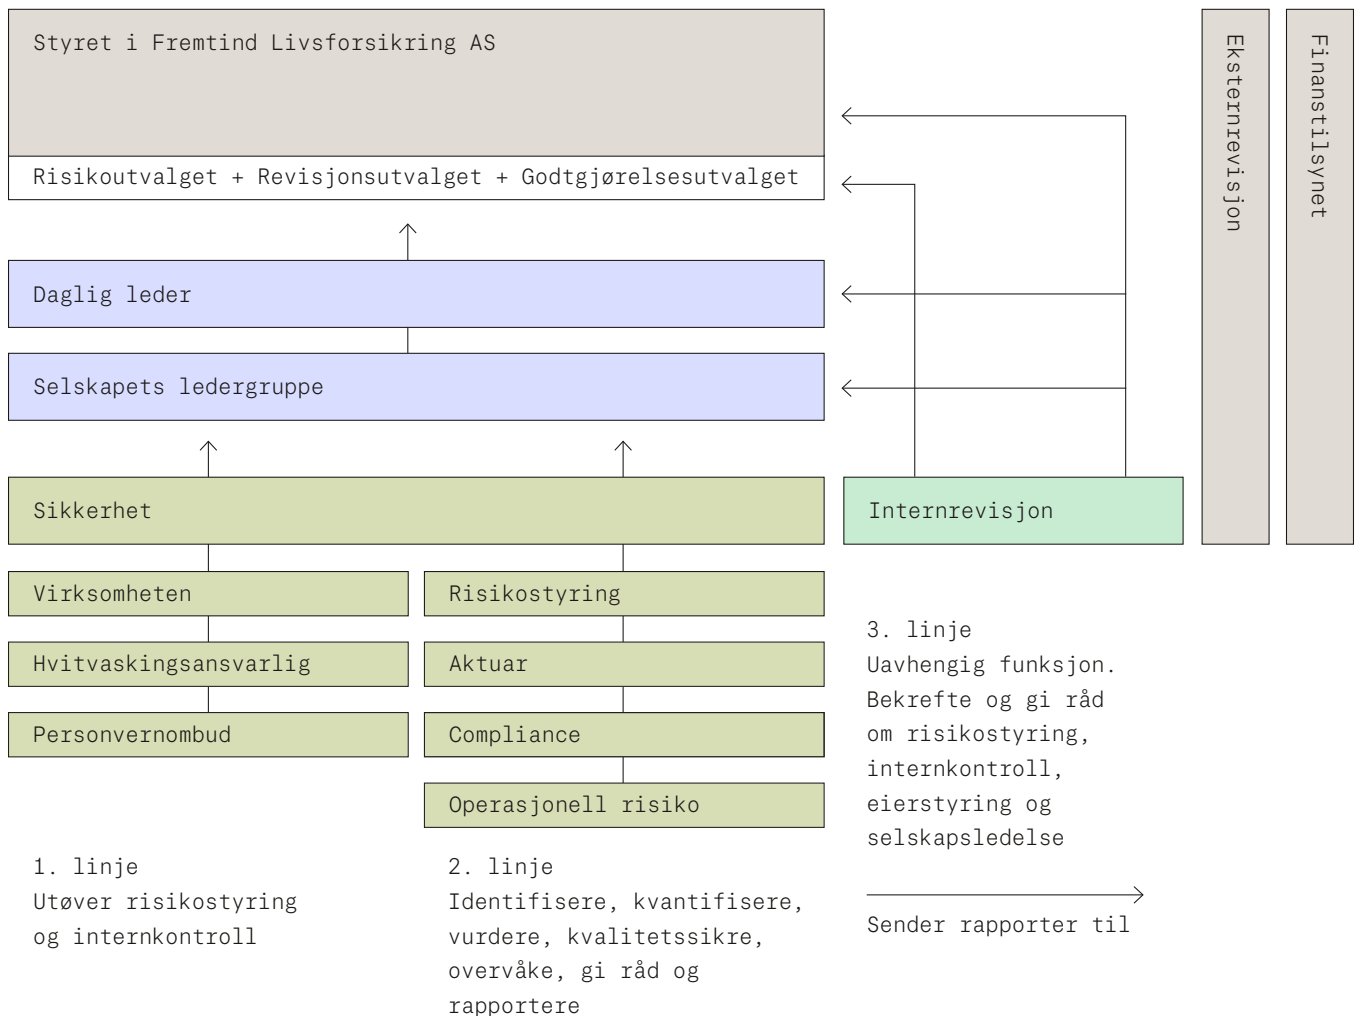 Styret i Fremtind Livsforsikring AS
Risikoutvalget + Revisjonsutvalget + Godtgjørelsesutvalget
Daglig leder
Selskapets ledergruppe
Sikkerhet
Virksomheten
Hvitvaskingsansvarlig
Personvernombud
Risikostyring
Aktuar
Compliance
Operasjonell risiko
Internrevisjon
Eksternrevisjon
Finanstilsynet
1. linje
Utøver risikostyring
og internkontroll
2. linje
Identifisere, kvantifisere,
vurdere, kvalitetssikre,
overvåke, gi råd og
rapportere
3. linje
Uavhengig funksjon.
Bekrefte og gi råd
om risikostyring,
internkontroll,
eierstyring og
selskapsledelse
Sender rapporter til